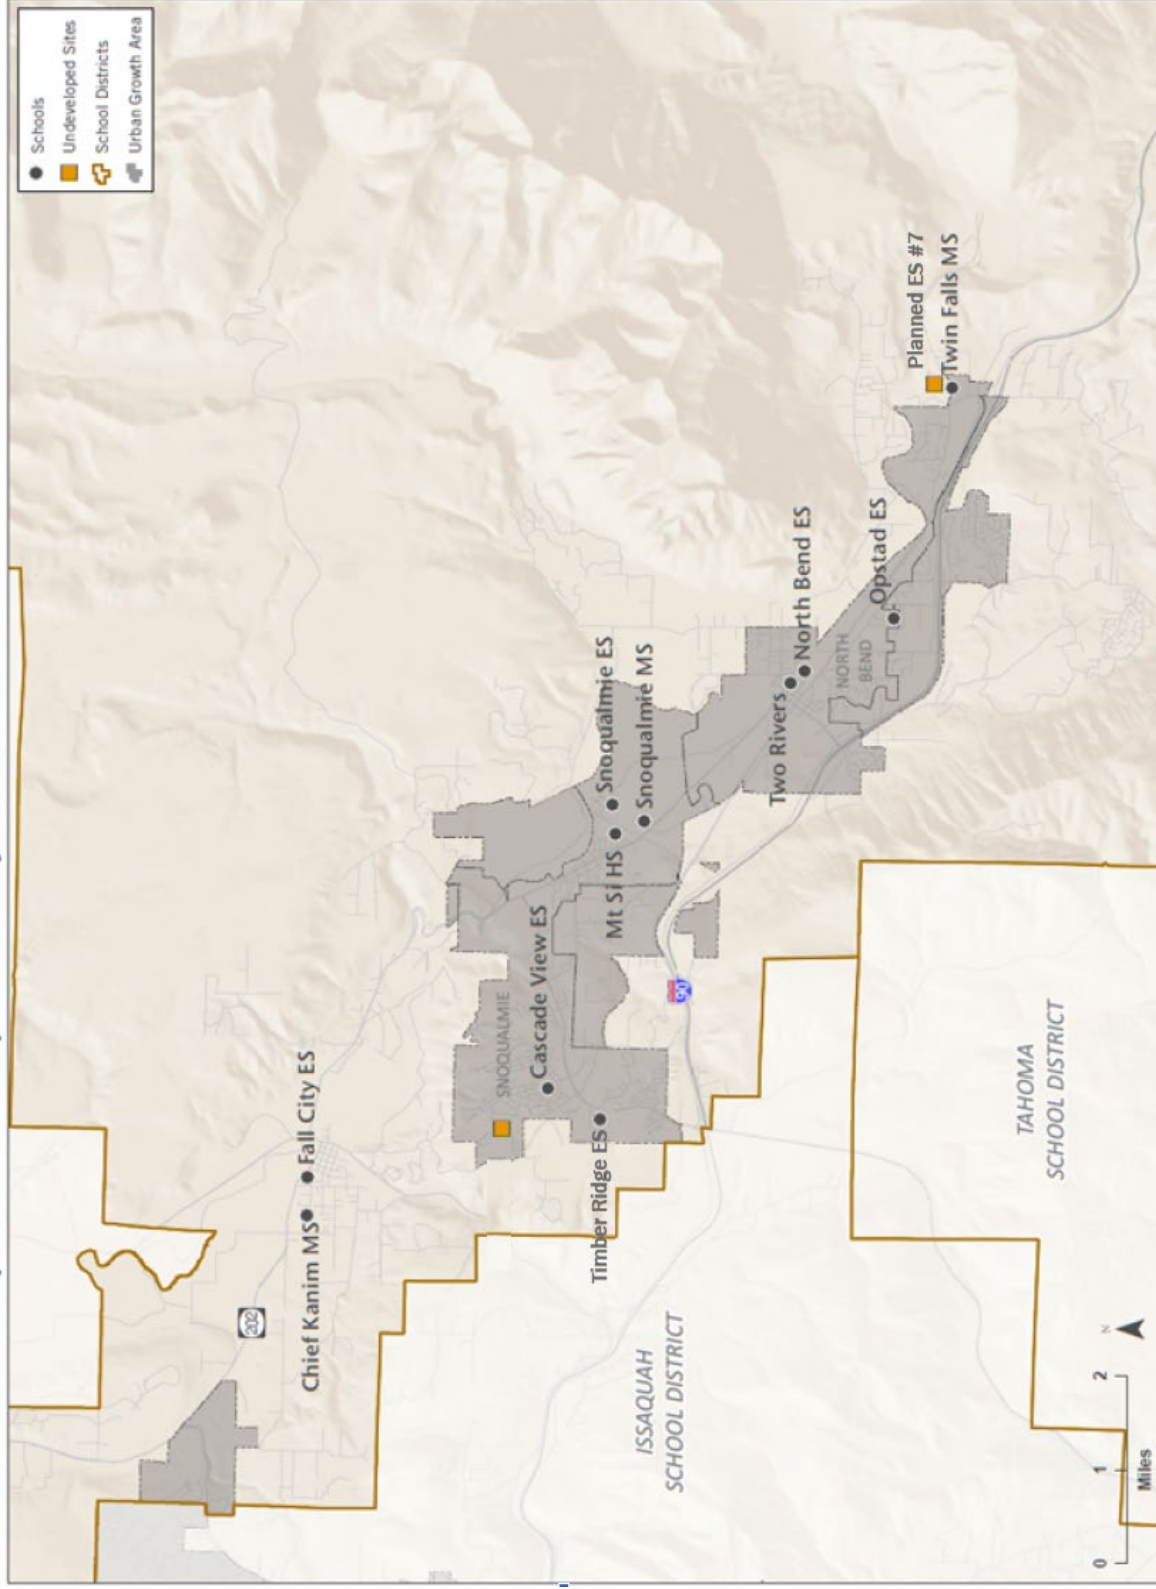 Schools
Undeveloped Sites
School Districts
Urban Growth Area
202
Chief Kanim MS
Fall City ES
SNOQUALMIE
Cascade View ES
Timber Ridge ES
Snoqualmie ES
Mt Si HS
Snoqualmie MS
90
Two Rivers
North Bend ES
NORTH
BEND
Opstad ES
Planned ES #7
Twin Falls MS
ISSAQUAH
SCHOOL DISTRICT
TAHOMA
SCHOOL DISTRICT
N
0 1 2
Miles